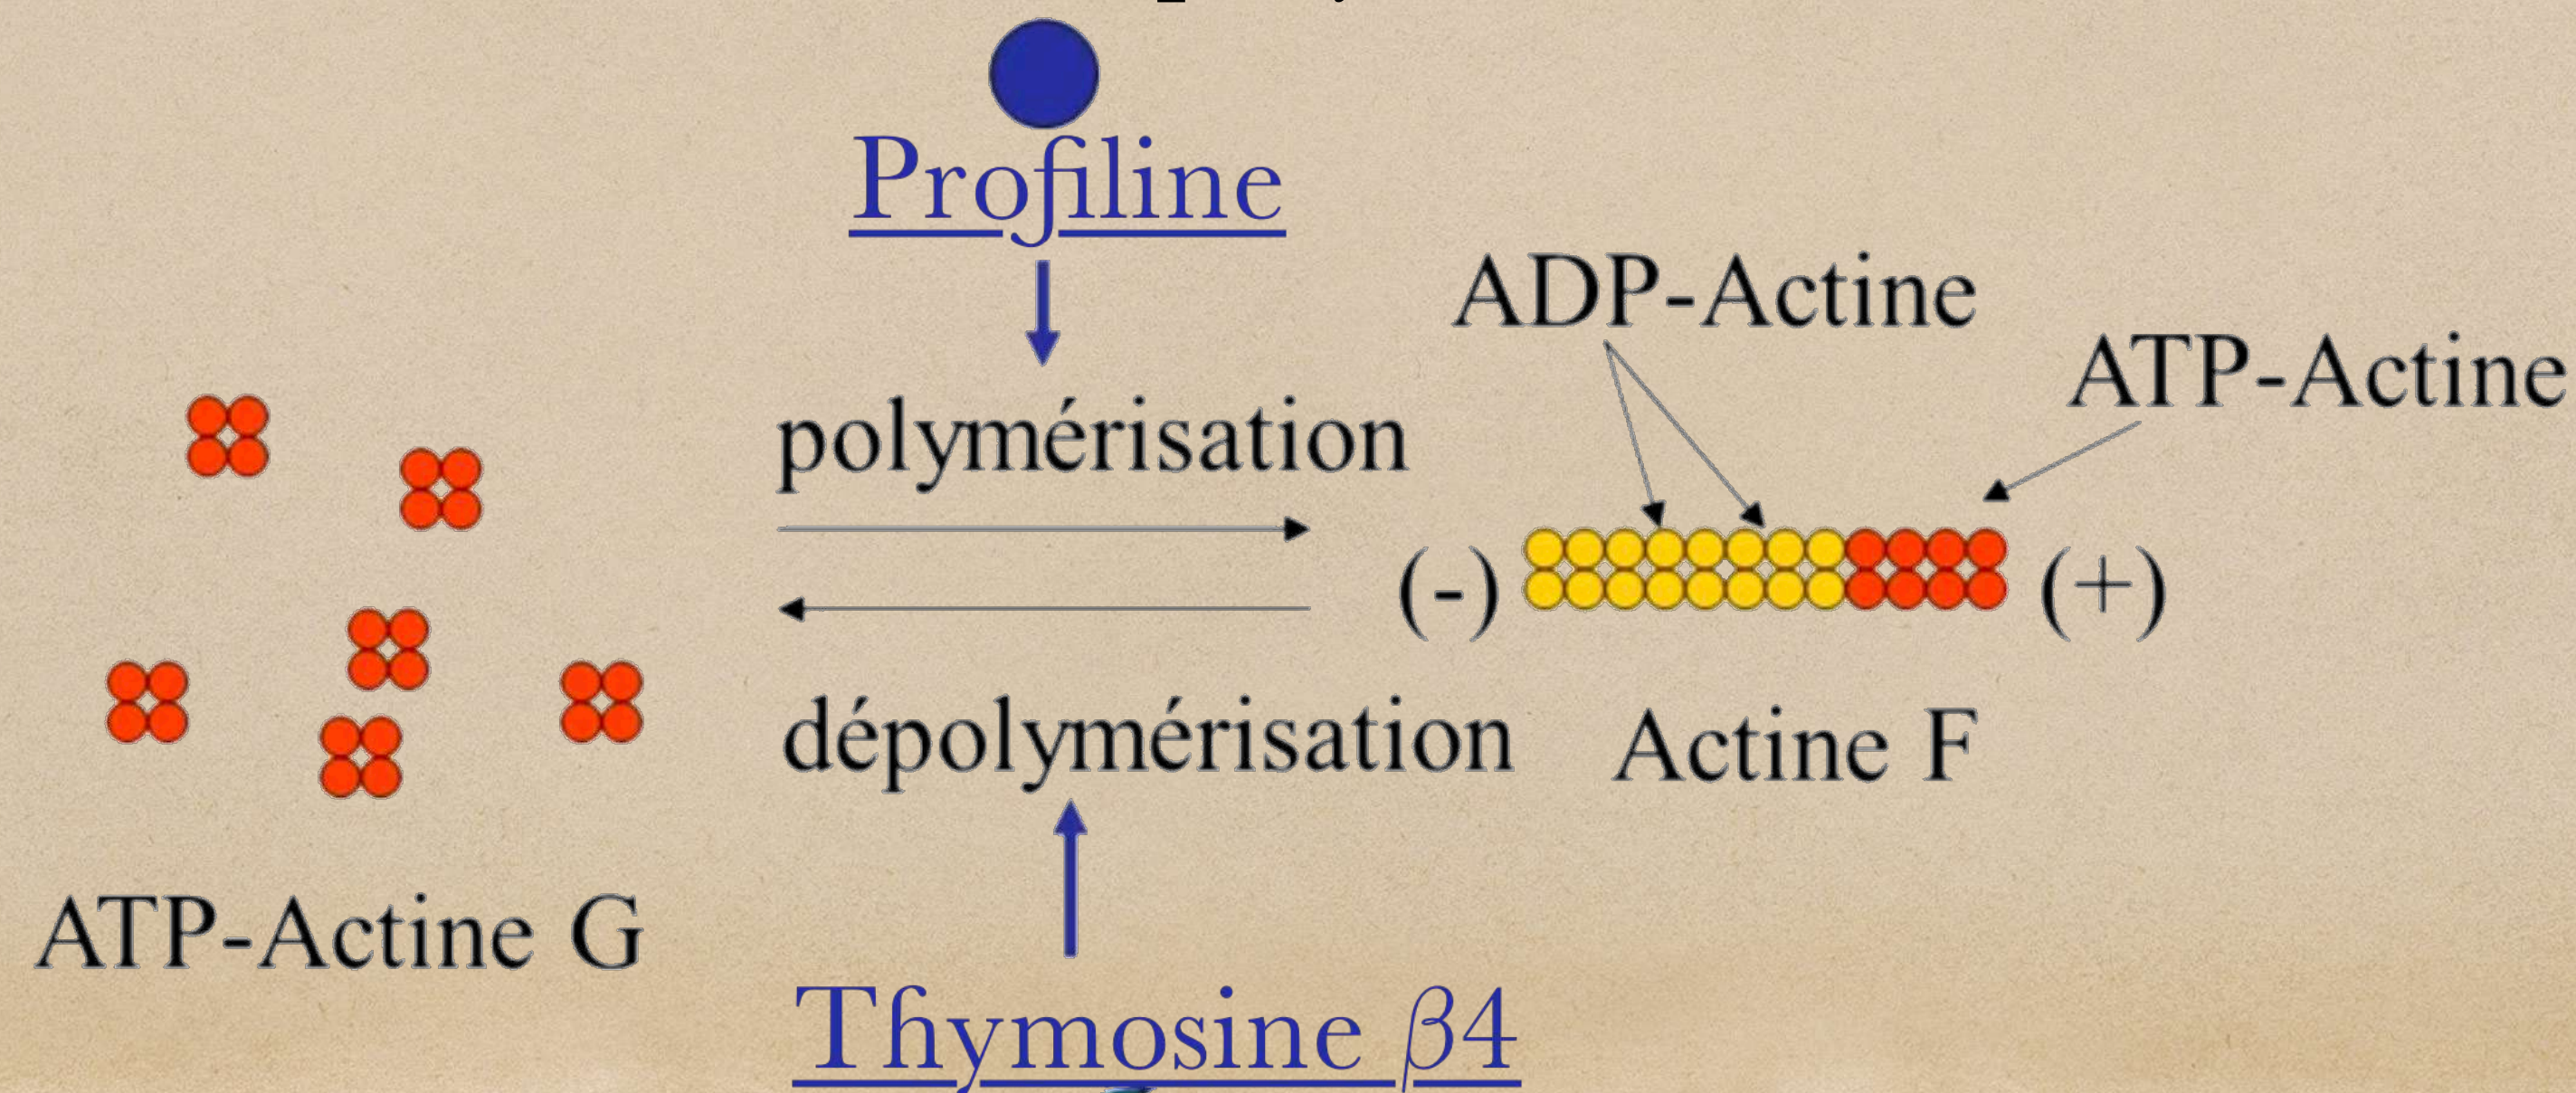 Profiline
ADP-Actine
ATP-Actine
polymérisation
(-)
(+)
dépolymérisation
Actine F
ATP-Actine G
Thymosine β4